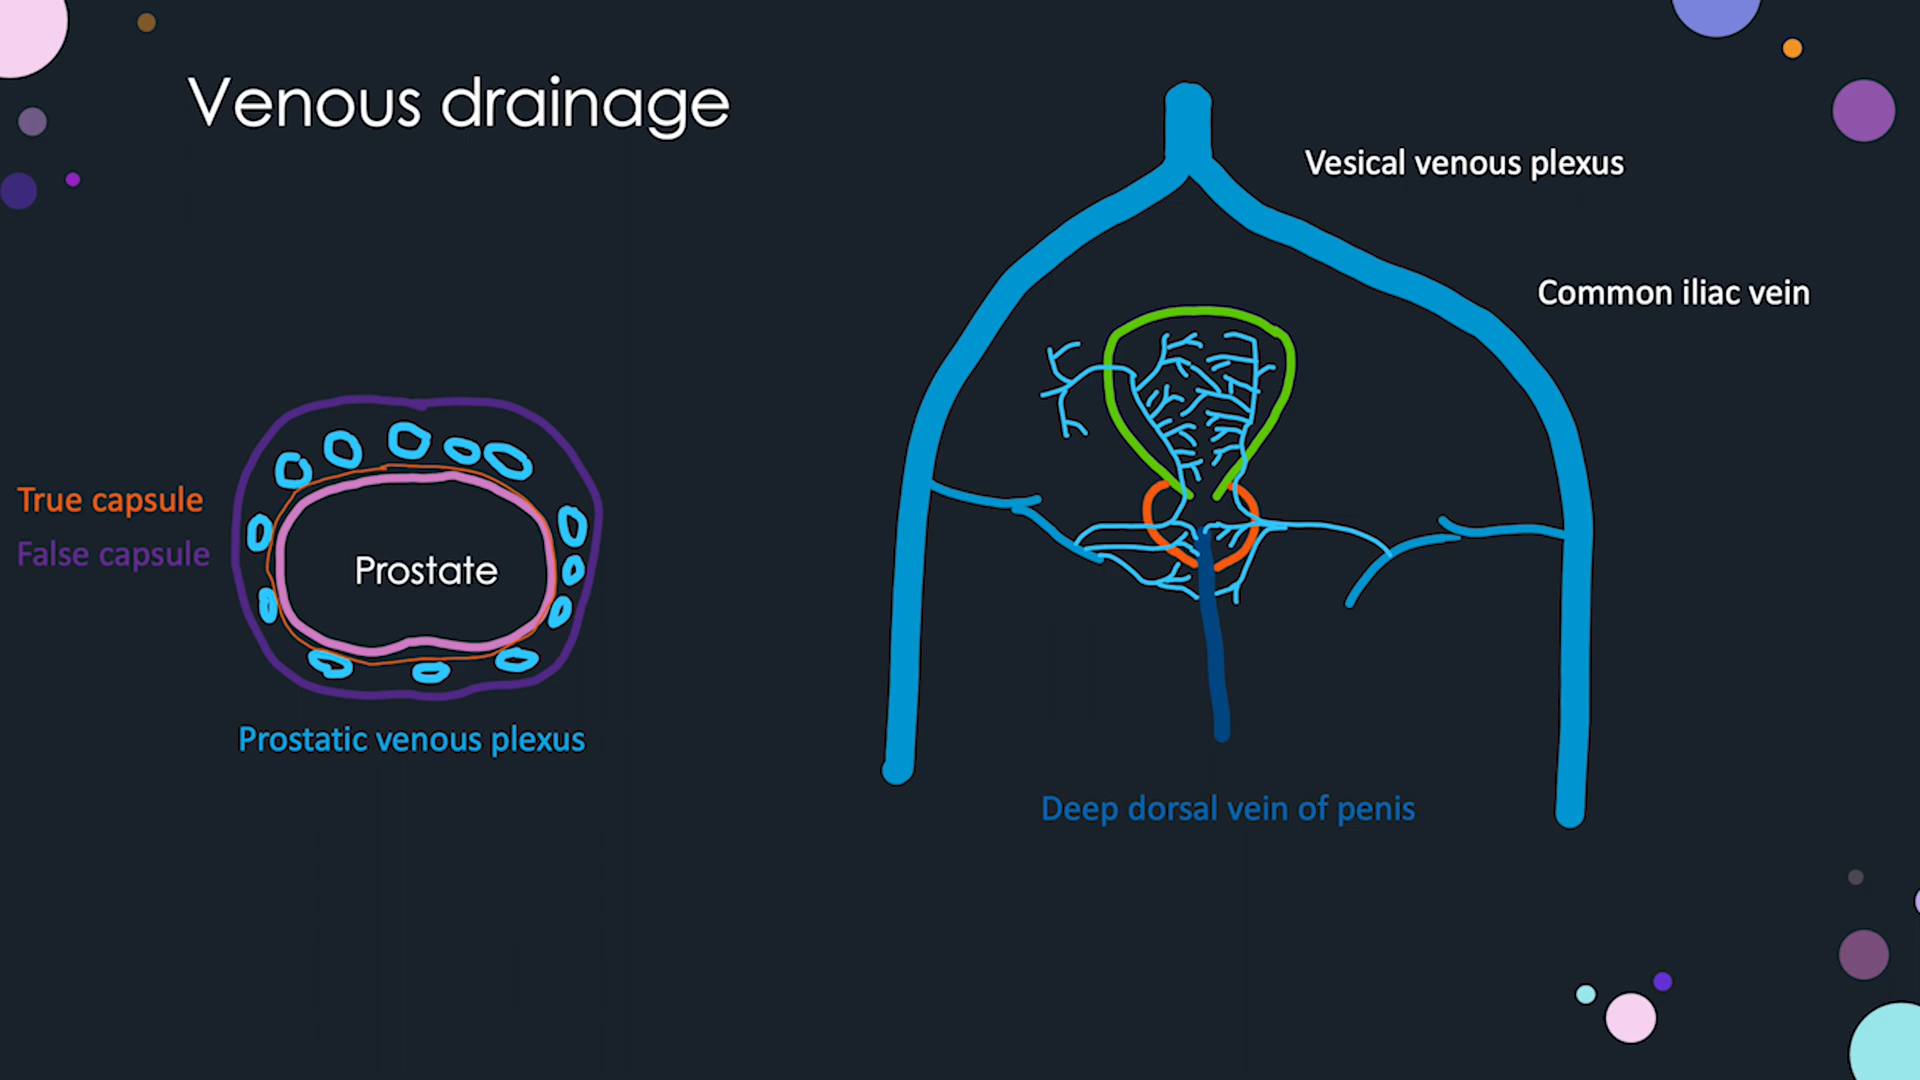 Venous drainage
Vesical venous plexus
Common iliac vein
True capsule
False capsule
Prostate
Prostatic venous plexus
Deep dorsal vein of penis